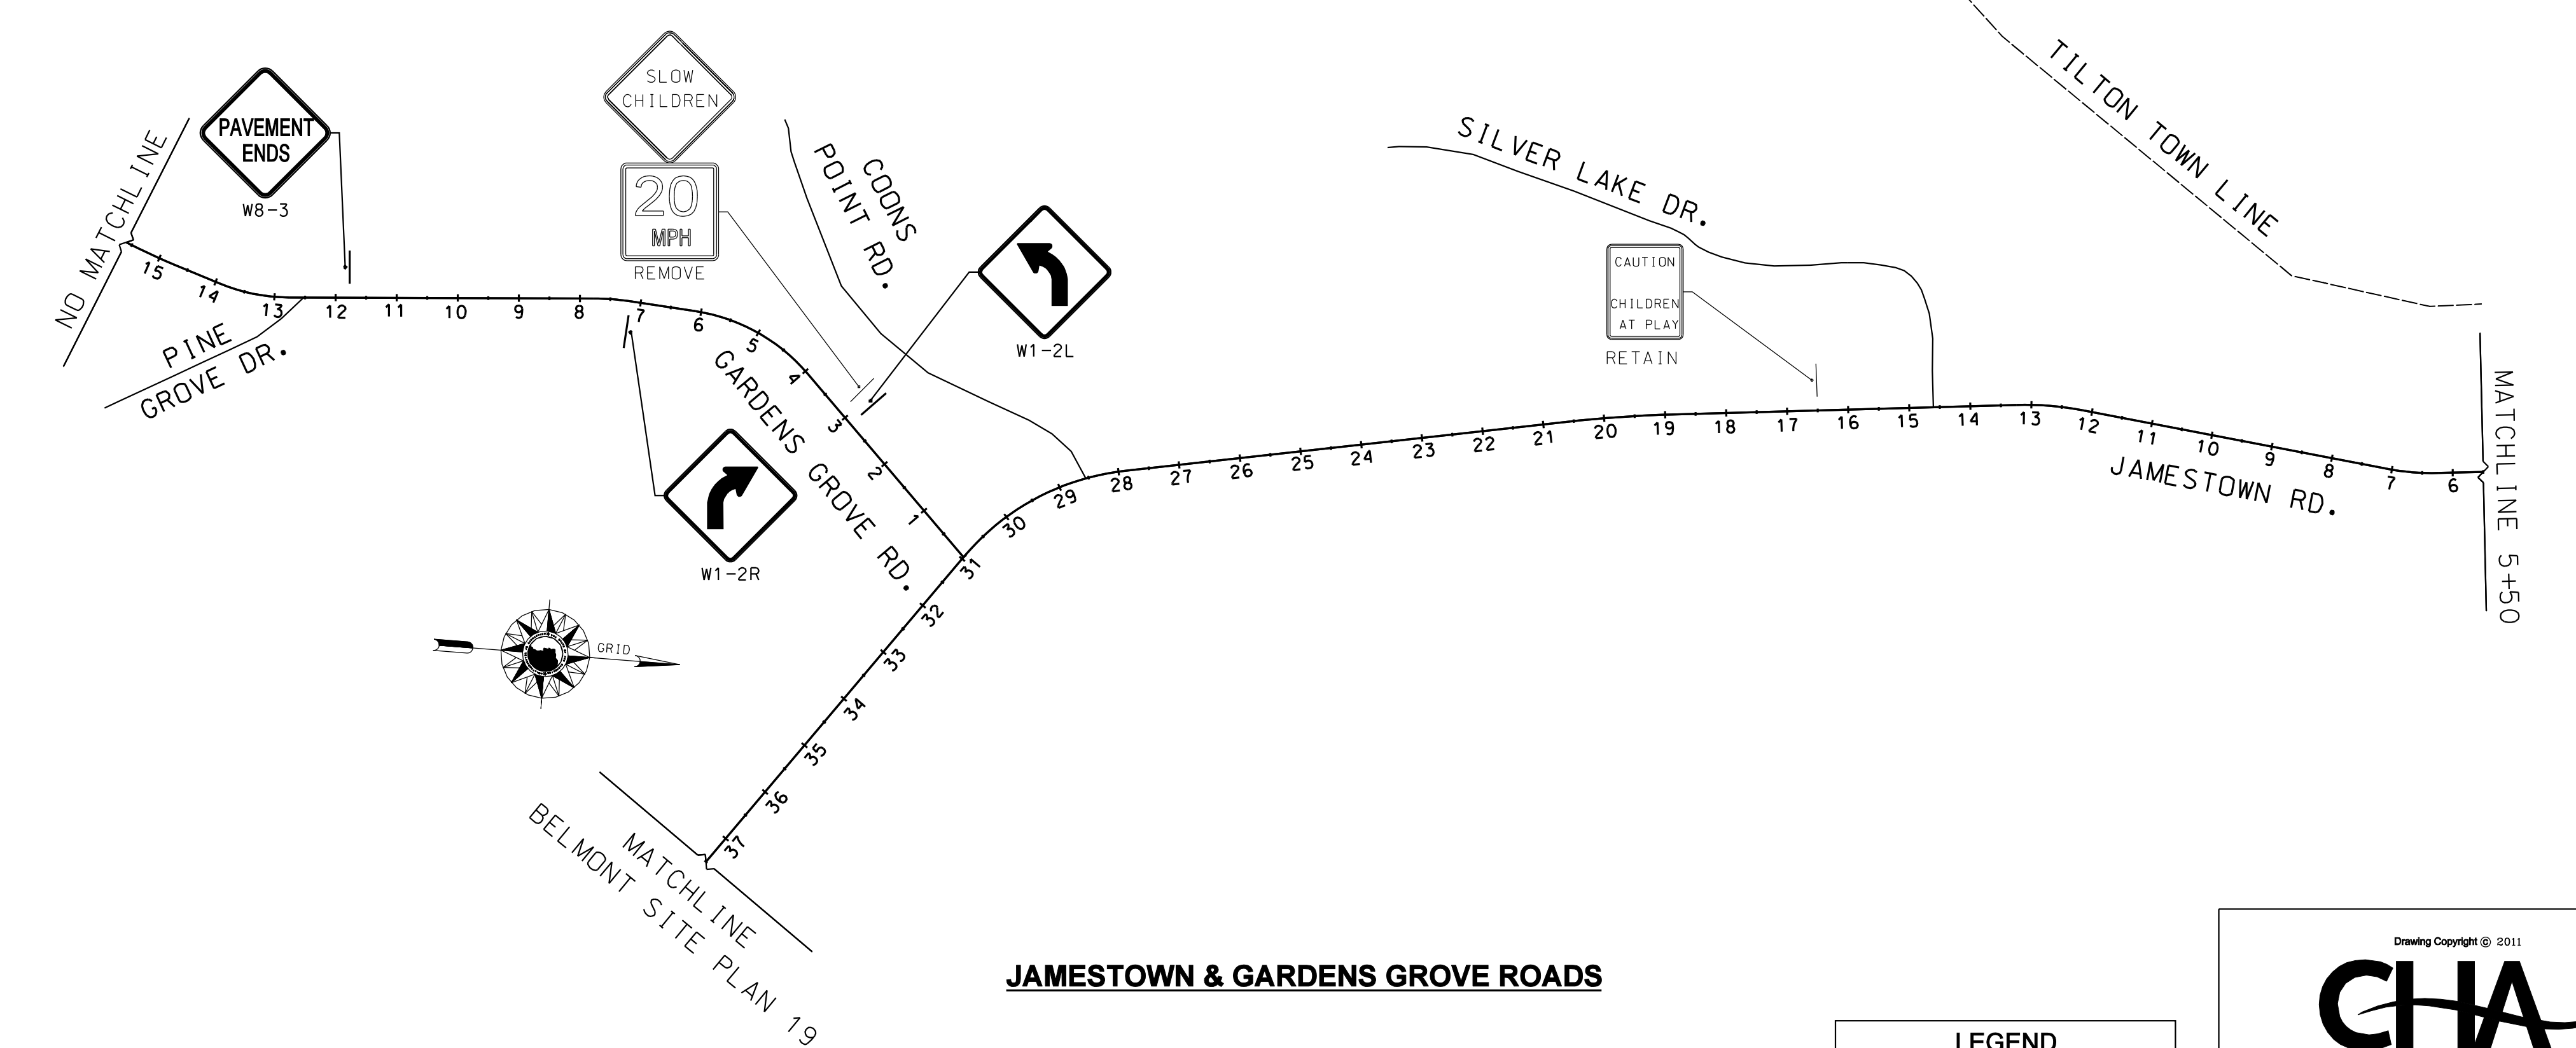 PAVEMENT
ENDS
W8-3
SLOW
CHILDREN
20
MPH
REMOVE
COONS
POINT RD.
W1-2L
SILVER LAKE DR.
CAUTION
CHILDREN
AT PLAY
RETAIN
TILTON TOWN LINE
NO MATCHLINE
15
14
13
12
11
10
9
8
7
6
5
4
3
2
1
PINE
GROVE DR.
GARDENS GROVE RD.
W1-2R
31
30
29
28
27
26
25
24
23
22
21
20
19
18
17
16
15
14
13
12
11
10
9
8
7
6
JAMESTOWN RD.
MATCHLINE 5+50
32
33
34
35
36
37
GRID
MATCHLINE
BELMONT SITE PLAN 19
JAMESTOWN & GARDENS GROVE ROADS
Drawing Copyright © 2011
CHA
LEGEND